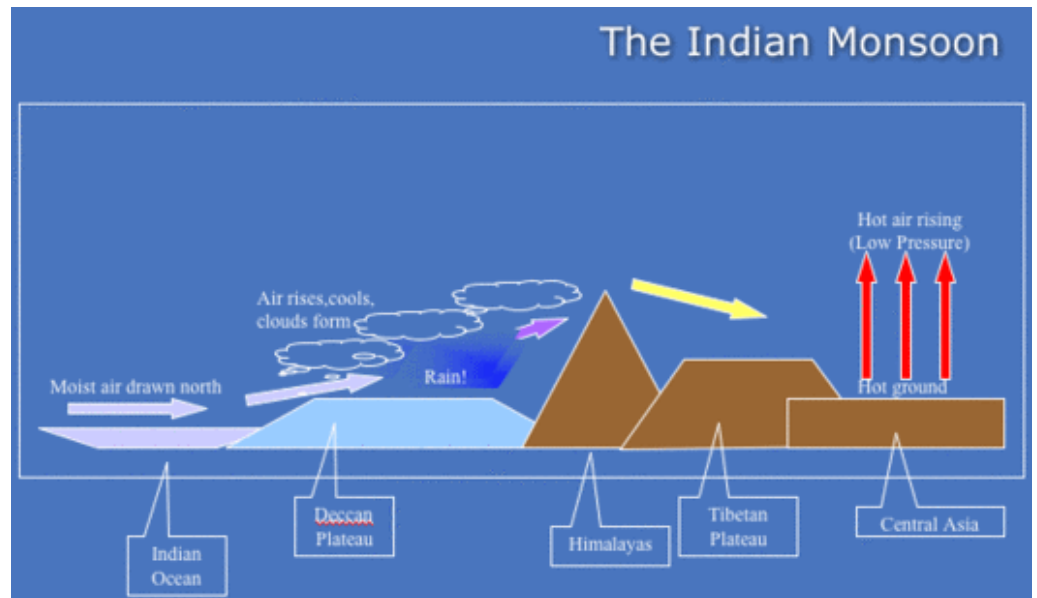 The Indian Monsoon
Hot air rising
(Low Pressure)
Air rises,cools,
clouds form
Rain!
Moist air drawn north
Hot ground
Deccan
Plateau
Tibetan
Plateau
Central Asia
Himalayas
Indian
Ocean